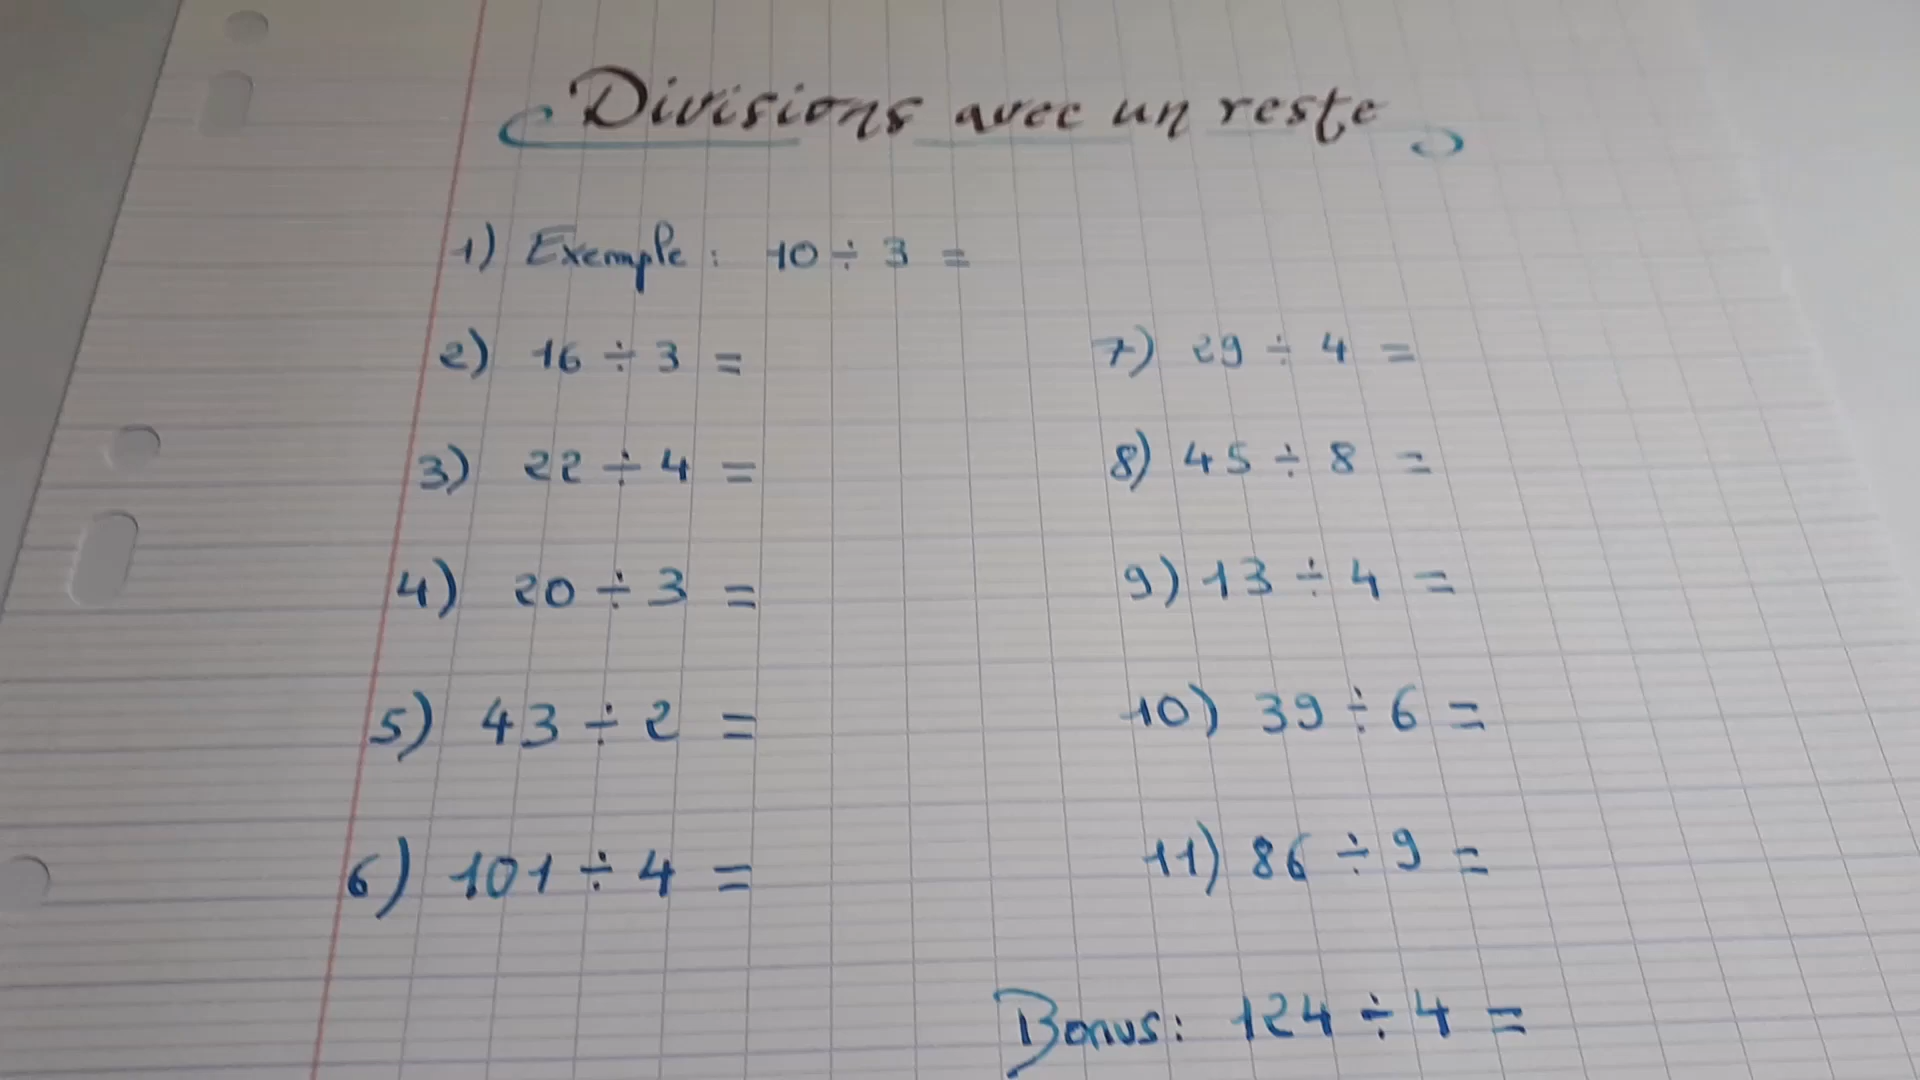 Divisions avec un reste
1) Exemple : 10 ÷ 3 =
2) 16 ÷ 3 =
3) 22 ÷ 4 =
4) 20 ÷ 3 =
5) 43 ÷ 2 =
6) 101 ÷ 4 =
7) 29 ÷ 4 =
8) 45 ÷ 8 =
9) 13 ÷ 4 =
10) 39 ÷ 6 =
11) 86 ÷ 9 =
Bonus : 124 ÷ 4 =